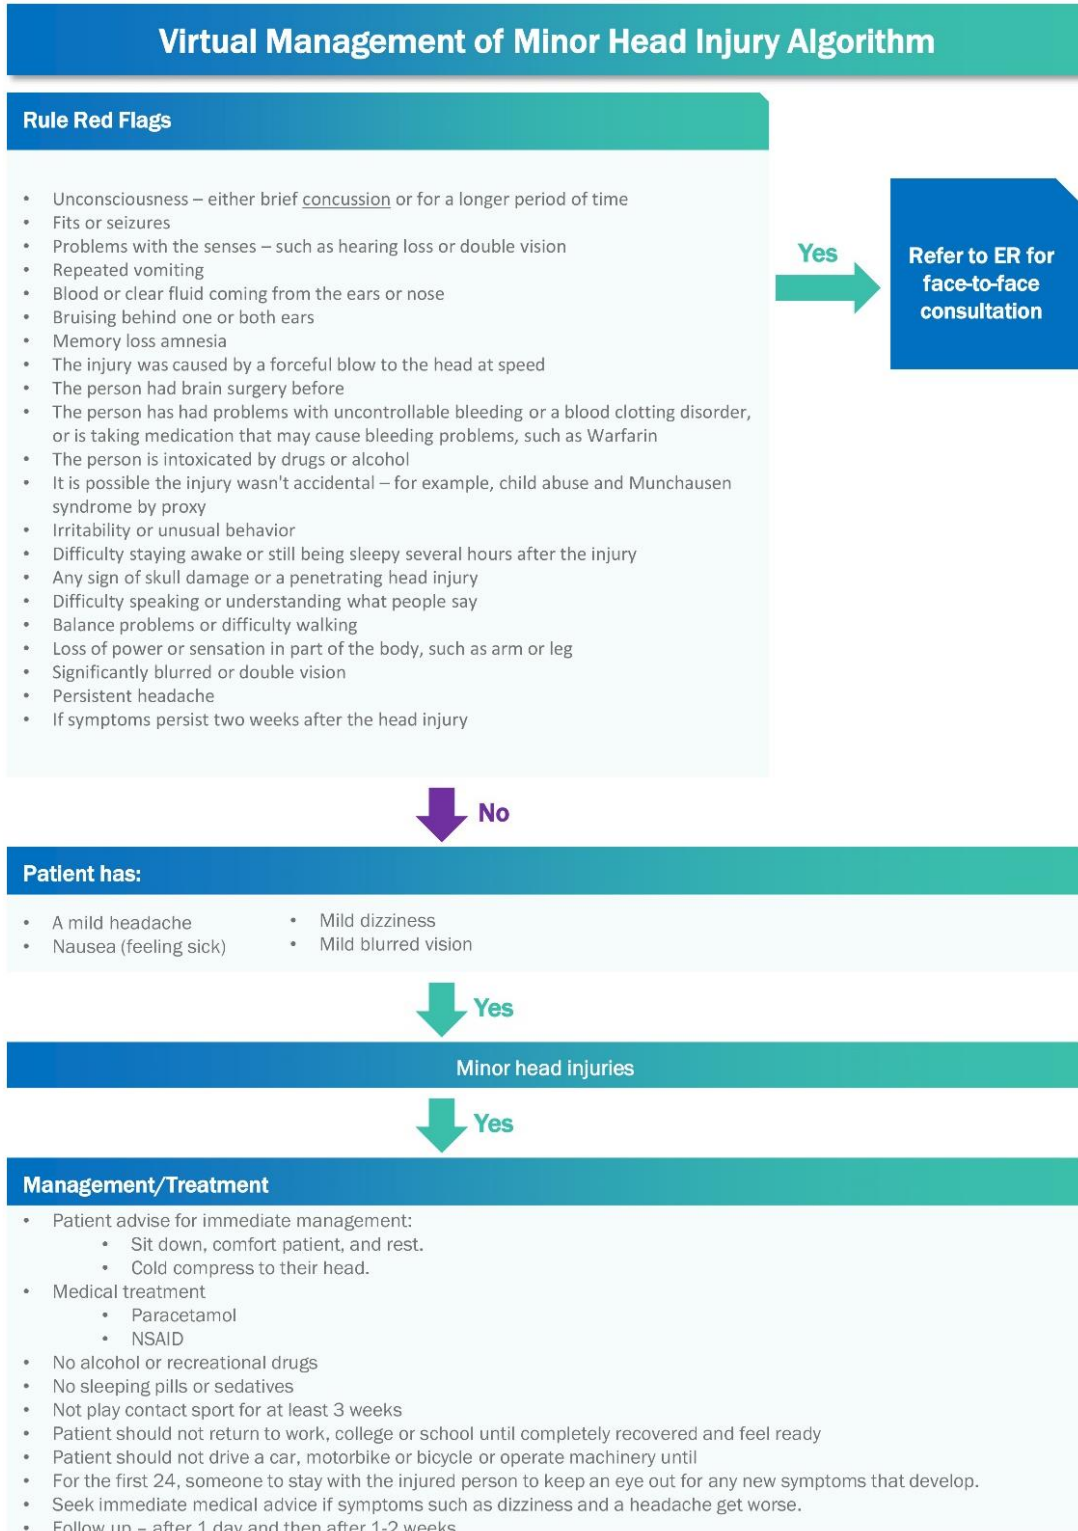 Virtual Management of Minor Head Injury Algorithm
Rule Red Flags
• Unconsciousness – either brief concussion or for a longer period of time
• Fits or seizures
• Problems with the senses – such as hearing loss or double vision
• Repeated vomiting
• Blood or clear fluid coming from the ears or nose
• Bruising behind one or both ears
• Memory loss amnesia
• The injury was caused by a forceful blow to the head at speed
• The person had brain surgery before
• The person has had problems with uncontrollable bleeding or a blood clotting disorder,
or is taking medication that may cause bleeding problems, such as Warfarin
• The person is intoxicated by drugs or alcohol
• It is possible the injury wasn't accidental – for example, child abuse and Munchausen
syndrome by proxy
• Irritability or unusual behavior
• Difficulty staying awake or still being sleepy several hours after the injury
• Any sign of skull damage or a penetrating head injury
• Difficulty speaking or understanding what people say
• Balance problems or difficulty walking
• Loss of power or sensation in part of the body, such as arm or leg
• Significantly blurred or double vision
• Persistent headache
• If symptoms persist two weeks after the head injury
Yes
Refer to ER for
face-to-face
consultation
No
Patient has:
• A mild headache
• Nausea (feeling sick)
• Mild dizziness
• Mild blurred vision
Yes
Minor head injuries
Yes
Management/Treatment
• Patient advise for immediate management:
• Sit down, comfort patient, and rest.
• Cold compress to their head.
• Medical treatment
• Paracetamol
• NSAID
• No alcohol or recreational drugs
• No sleeping pills or sedatives
• Not play contact sport for at least 3 weeks
• Patient should not return to work, college or school until completely recovered and feel ready
• Patient should not drive a car, motorbike or bicycle or operate machinery until
• For the first 24, someone to stay with the injured person to keep an eye out for any new symptoms that develop.
• Seek immediate medical advice if symptoms such as dizziness and a headache get worse.
• Follow up – after 1 day and then after 1-2 weeks